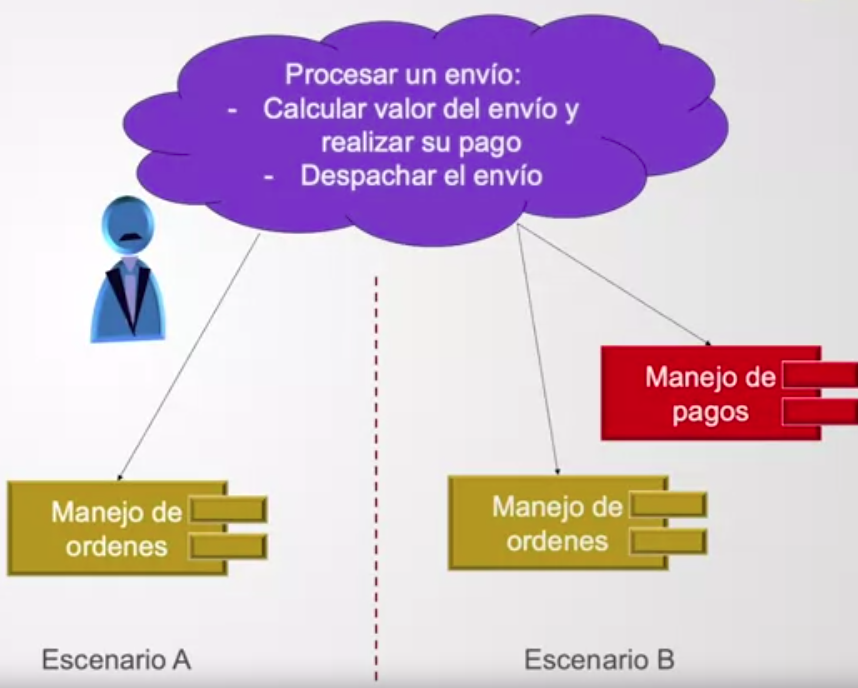 Procesar un envío:
- Calcular valor del envío y
realizar su pago
- Despachar el envío
Manejo de
pagos
Manejo de
ordenes
Manejo de
ordenes
Escenario A
Escenario B